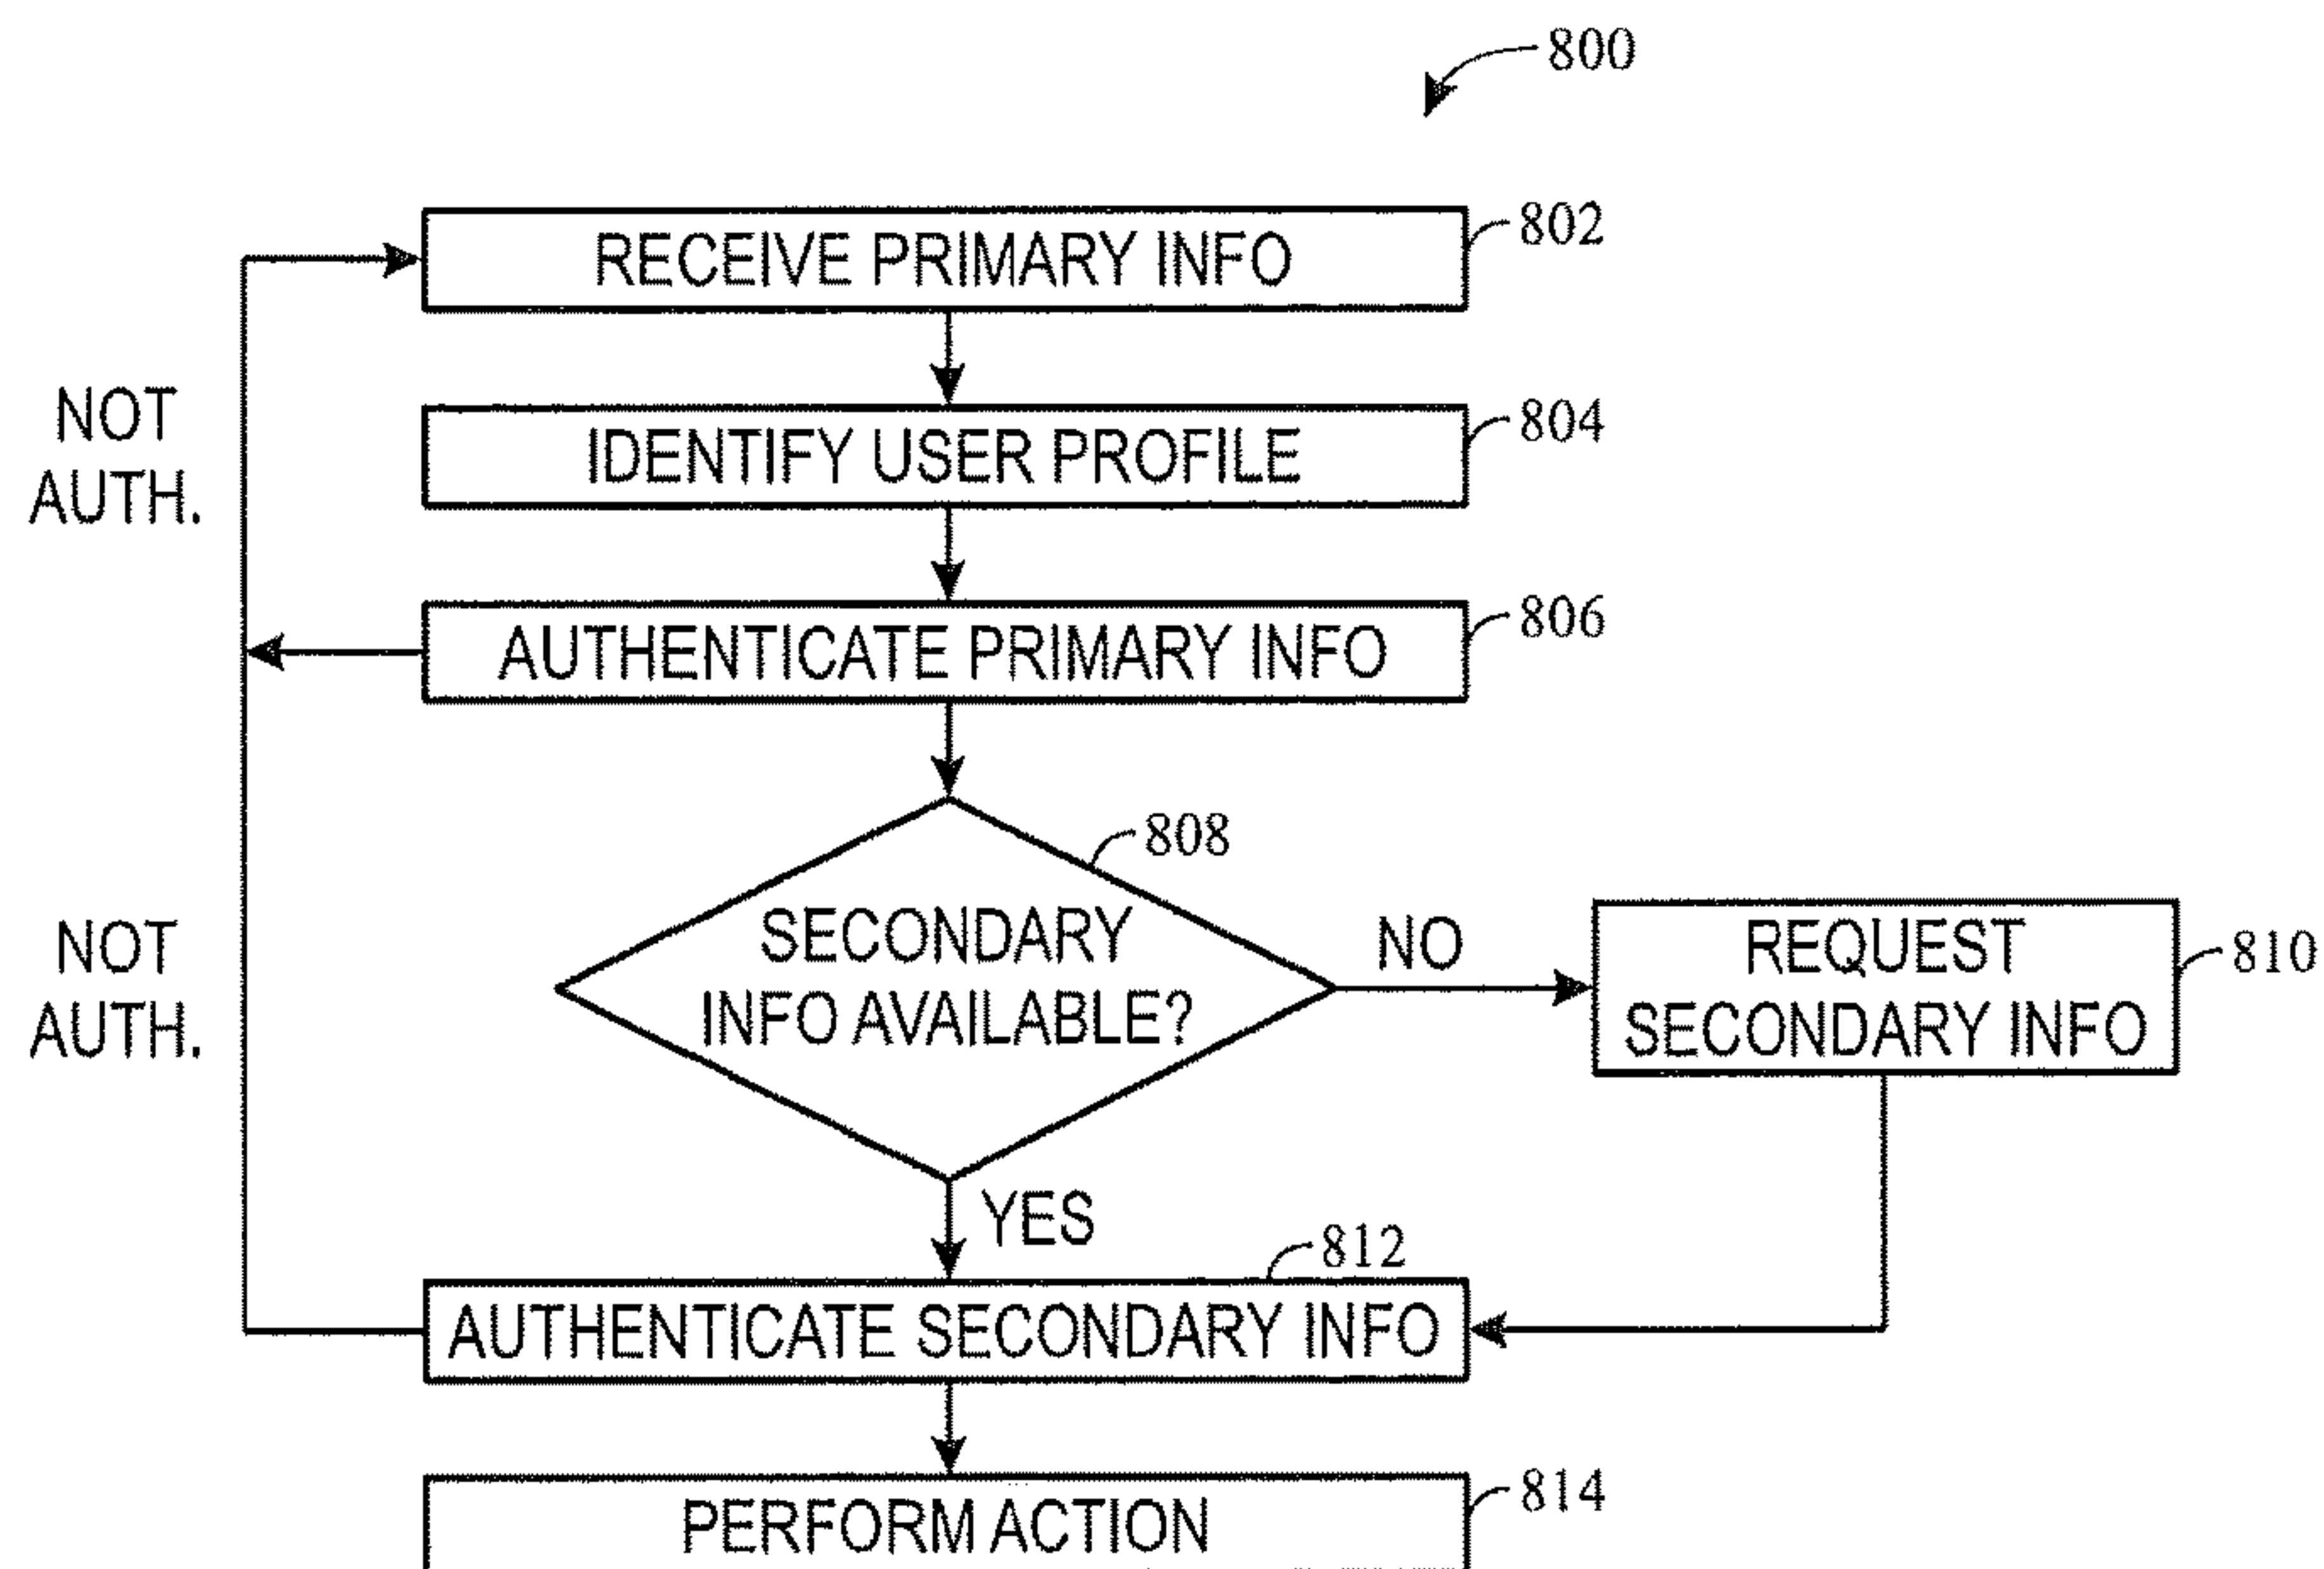 800
RECEIVE PRIMARY INFO
802
IDENTIFY USER PROFILE
804
NOT
AUTH.
AUTHENTICATE PRIMARY INFO
806
808
SECONDARY
INFO AVAILABLE?
NO
REQUEST
SECONDARY INFO
810
NOT
AUTH.
YES
812
AUTHENTICATE SECONDARY INFO
PERFORM ACTION
814